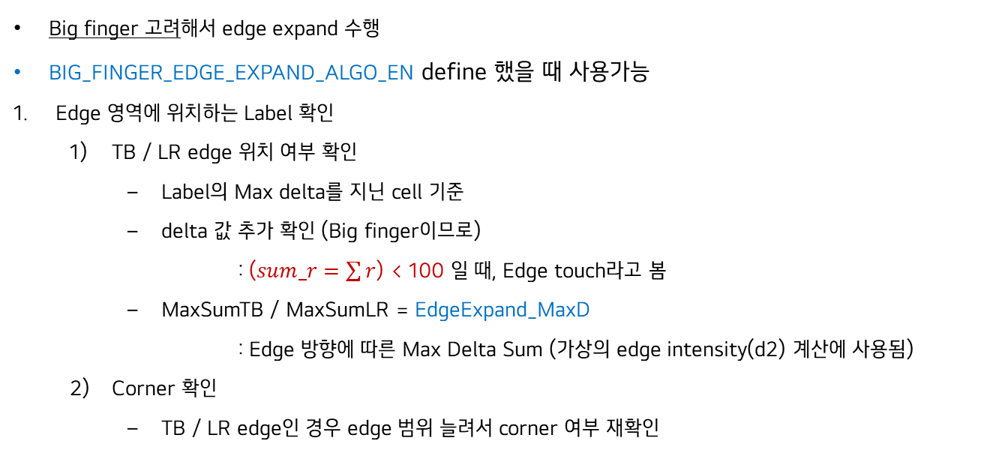 • Big finger 고려해서 edge expand 수행
• BIG_FINGER_EDGE_EXPAND_ALGO_EN define 했을 때 사용가능
1. Edge 영역에 위치하는 Label 확인
1) TB / LR edge 위치 여부 확인
– Label의 Max delta를 지닌 cell 기준
– delta 값 추가 확인 (Big finger이므로)
: (sum_r = ∑ r) < 100 일 때, Edge touch라고 봄
– MaxSumTB / MaxSumLR = EdgeExpand_MaxD
: Edge 방향에 따른 Max Delta Sum (가상의 edge intensity(d2) 계산에 사용됨)
2) Corner 확인
– TB / LR edge인 경우 edge 범위 늘려서 corner 여부 재확인